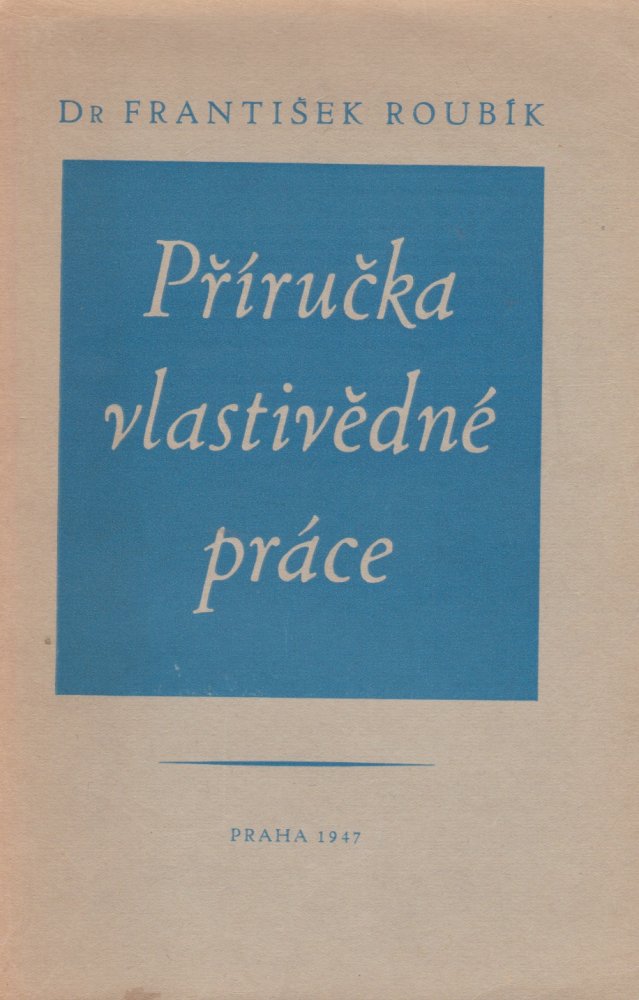 DR FRANTIŠEK ROUBÍK
Příručka
vlastivědné
práce
PRAHA 1947